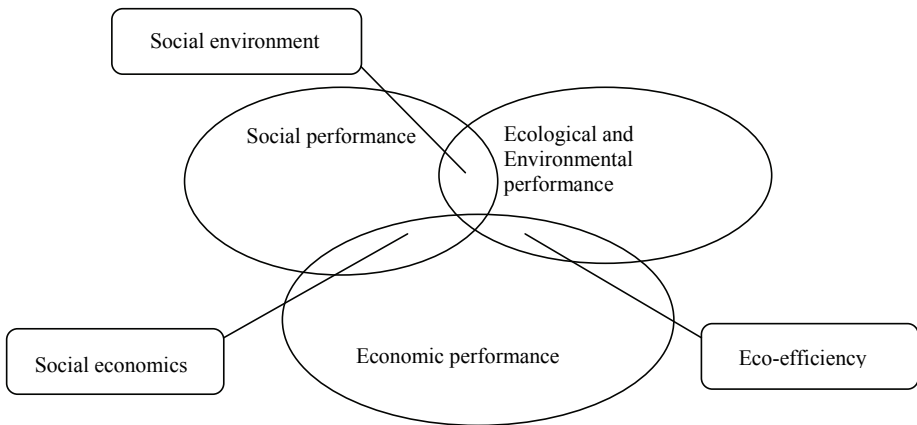 Social environment
Social performance
Ecological and
Environmental
performance
Social economics
Economic performance
Eco-efficiency